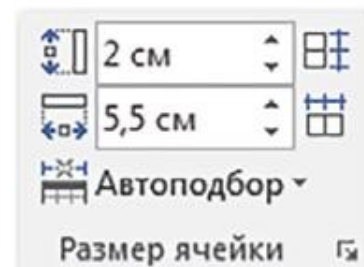 2 см
5,5 см
Автоподбор
Размер ячейки